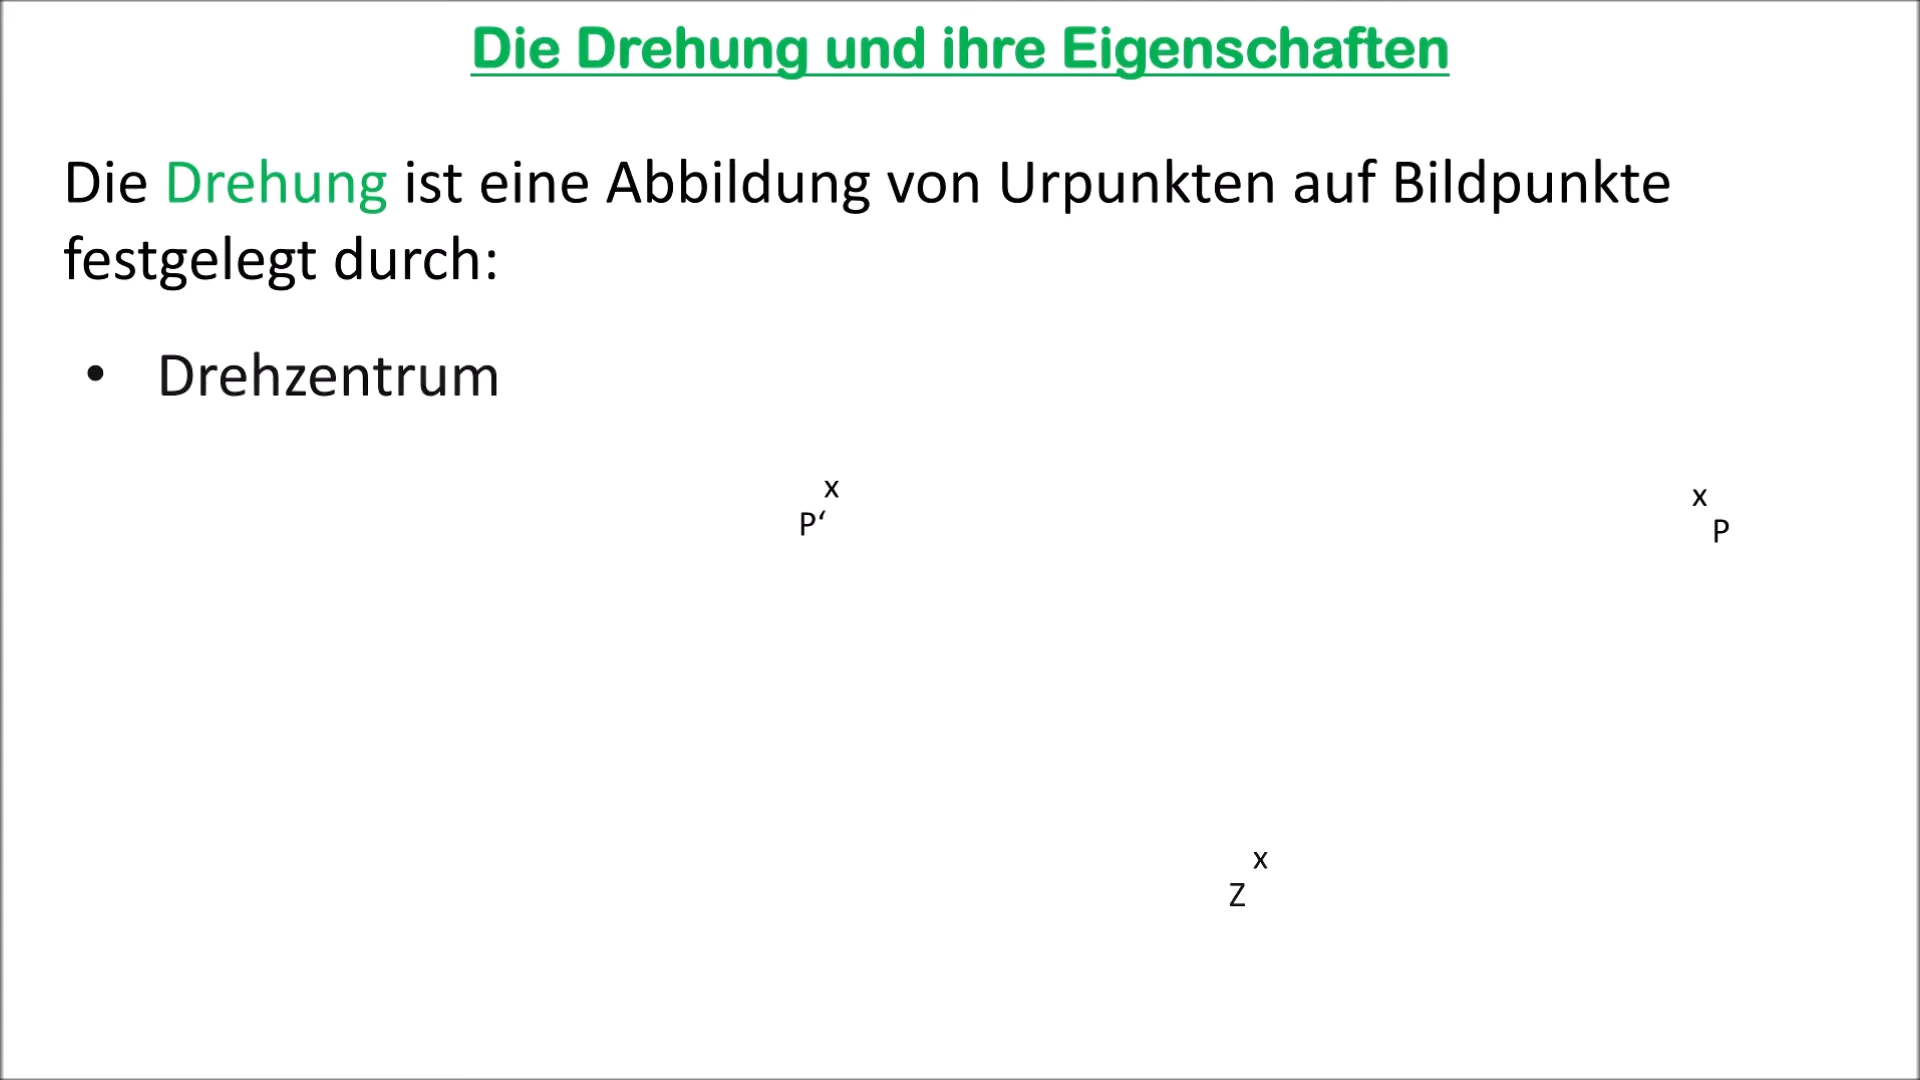 Die Drehung und ihre Eigenschaften
Die Drehung ist eine Abbildung von Urpunkten auf Bildpunkte
festgelegt durch:
• Drehzentrum
x
P‘
x
P
x
Z